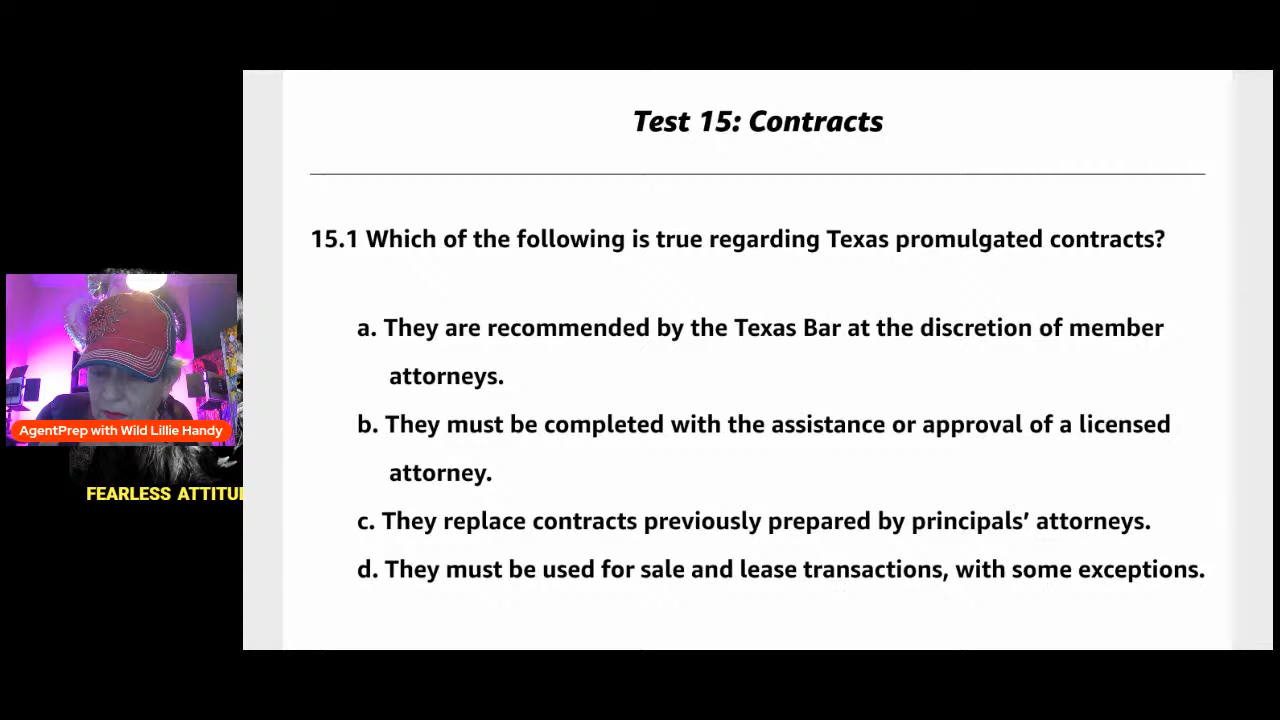 Test 15: Contracts
15.1 Which of the following is true regarding Texas promulgated contracts?
a. They are recommended by the Texas Bar at the discretion of member
attorneys.
b. They must be completed with the assistance or approval of a licensed
attorney.
c. They replace contracts previously prepared by principals’ attorneys.
d. They must be used for sale and lease transactions, with some exceptions.
AgentPrep with Wild Lillie Handy
FEARLESS